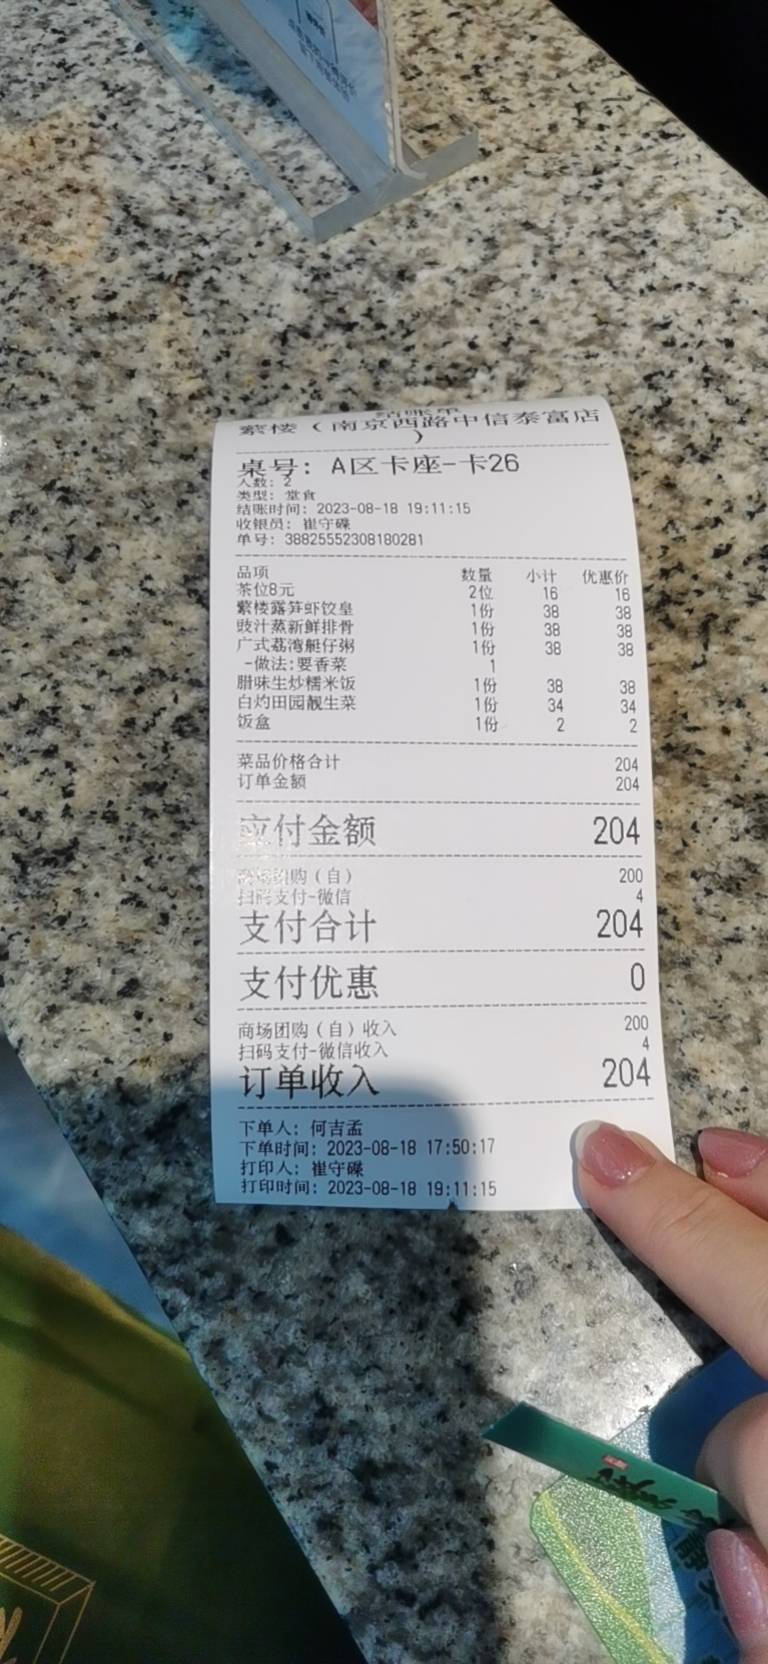 结账单
紫楼（南京西路中信泰富店
）
桌号: A区卡座-卡26
人数: 2
类型: 堂食
结账时间: 2023-08-18 19:11:15
收银员: 崔守碟
单号: 38825552308180281
品项 数量 小计 优惠价
茶位8元 2位 16 16
紫楼露笋虾饺皇 1份 38 38
豉汁蒸新鲜排骨 1份 38 38
广式荔湾艇仔粥 1份 38 38
-做法:要香菜 1
腊味生炒糯米饭 1份 38 38
白灼田园靓生菜 1份 34 34
饭盒 1份 2 2
菜品价格合计 204
订单金额 204
应付金额 204
商场团购（自） 200
扫码支付-微信 4
支付合计 204
支付优惠 0
商场团购（自）收入 200
扫码支付-微信收入 4
订单收入 204
下单人: 何吉孟
下单时间: 2023-08-18 17:50:17
打印人: 崔守碟
打印时间: 2023-08-18 19:11:15